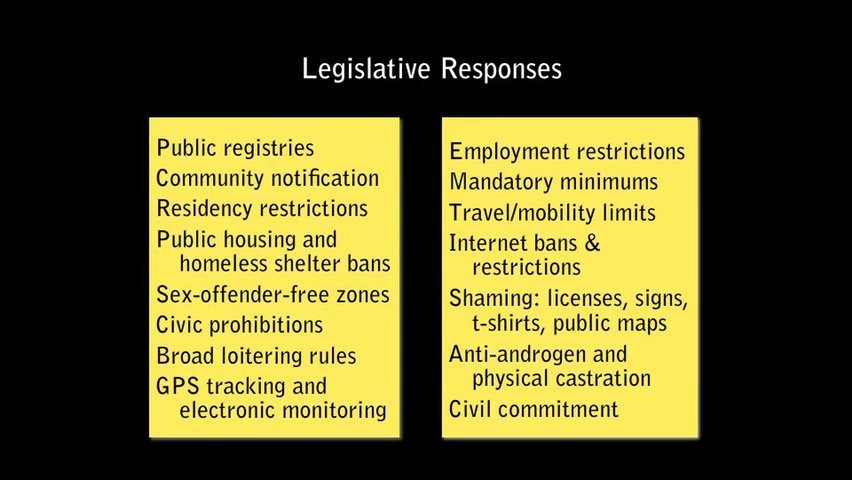 Legislative Responses
Public registries
Community notification
Residency restrictions
Public housing and
homeless shelter bans
Sex-offender-free zones
Civic prohibitions
Broad loitering rules
GPS tracking and
electronic monitoring
Employment restrictions
Mandatory minimums
Travel/mobility limits
Internet bans &
restrictions
Shaming: licenses, signs,
t-shirts, public maps
Anti-androgen and
physical castration
Civil commitment